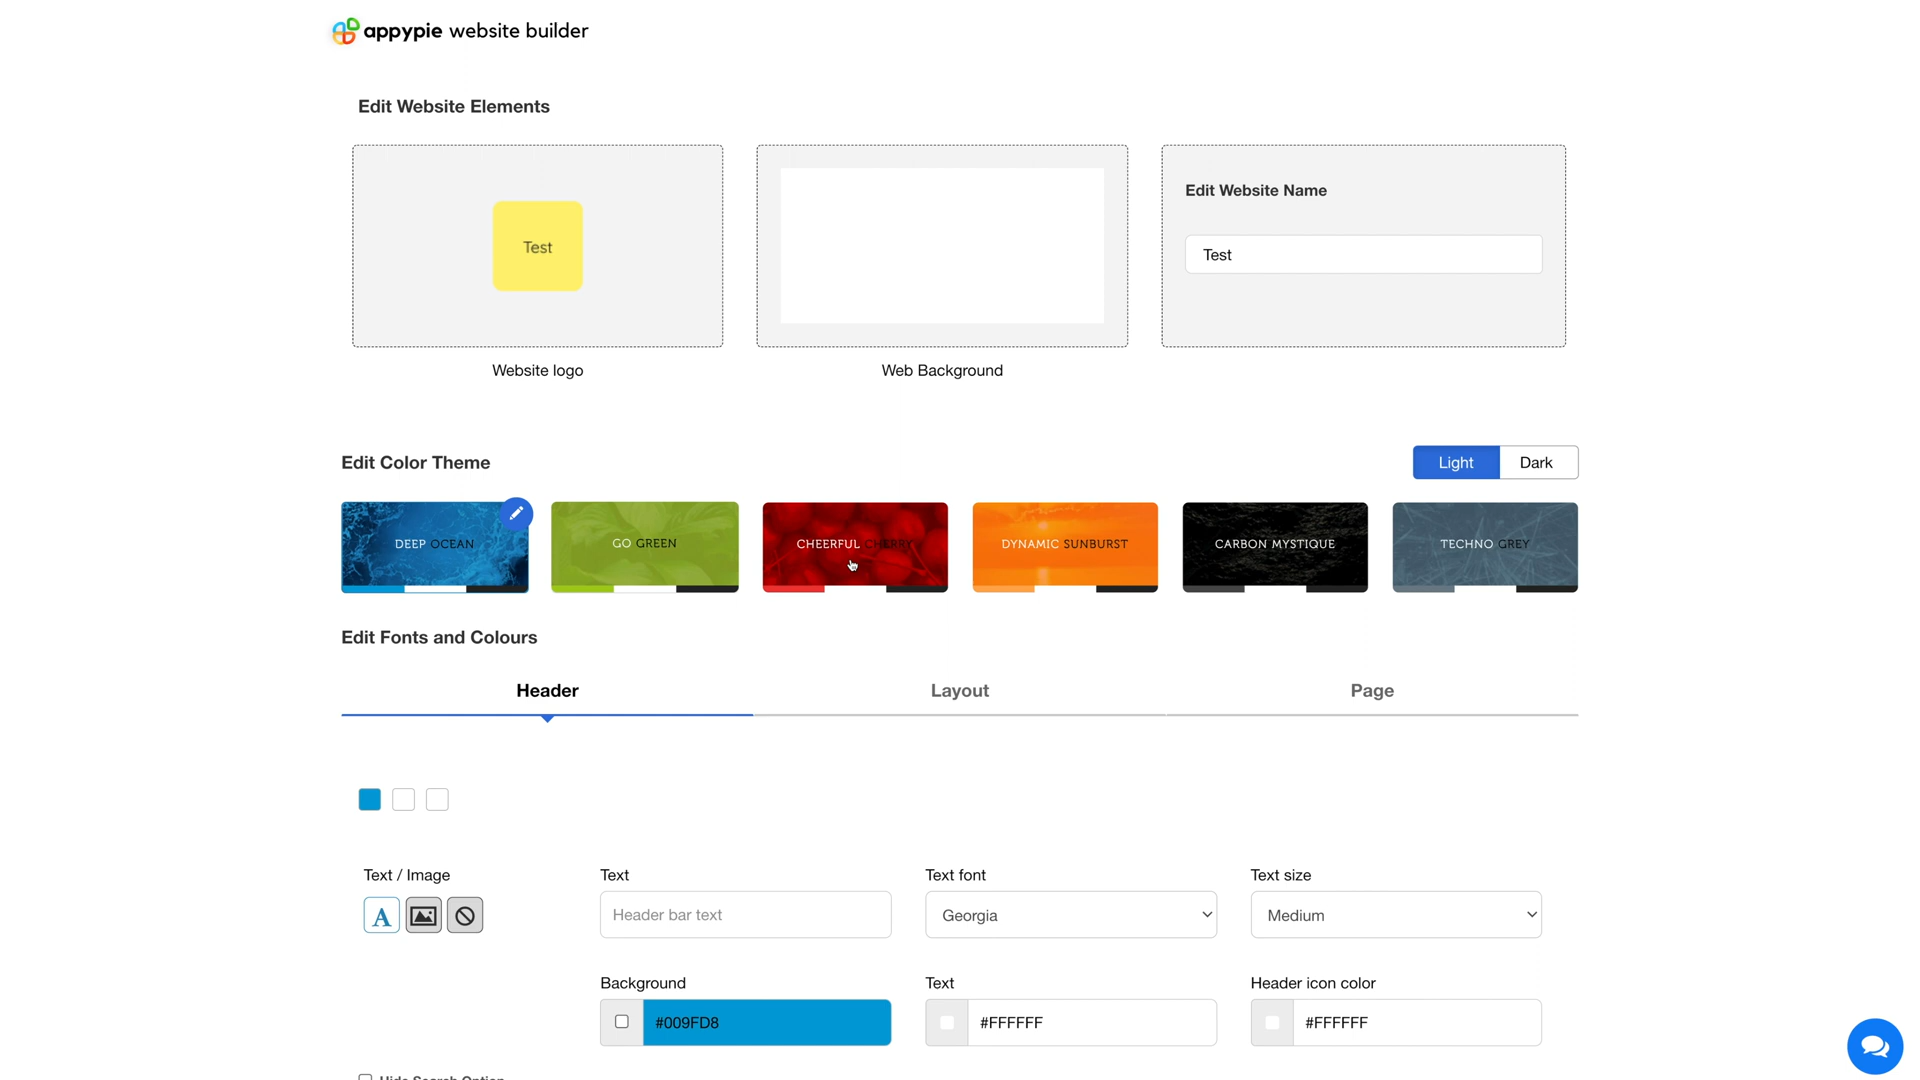 appypie website builder
Edit Website Elements
Test
Edit Website Name
Test
Website logo
Web Background
Edit Color Theme
Light
Dark
DEEP OCEAN
GO GREEN
CHEERFUL CHERRY
DYNAMIC SUNBURST
CARBON MYSTIQUE
TECHNO GREY
Edit Fonts and Colours
Header
Layout
Page
Text / Image
Text
Text font
Text size
A
Header bar text
Georgia
Medium
Background
Text
Header icon color
#009FD8
#FFFFFF
#FFFFFF
Hide Search Option